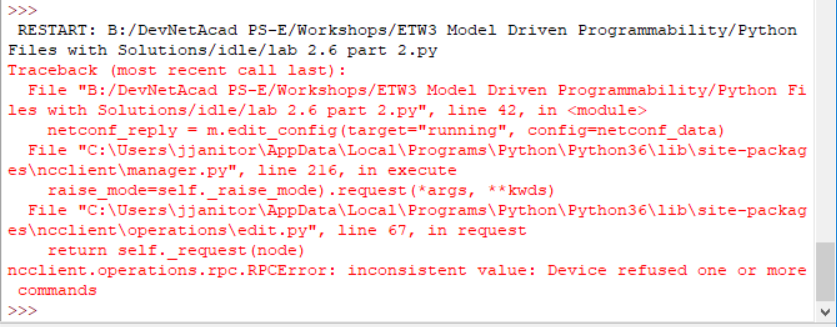 >>>
 RESTART: B:/DevNetAcad PS-E/Workshops/ETW3 Model Driven Programmability/Python
Files with Solutions/idle/lab 2.6 part 2.py
Traceback (most recent call last):
  File "B:/DevNetAcad PS-E/Workshops/ETW3 Model Driven Programmability/Python Fi
les with Solutions/idle/lab 2.6 part 2.py", line 42, in <module>
    netconf_reply = m.edit_config(target="running", config=netconf_data)
  File "C:\Users\jjanitor\AppData\Local\Programs\Python\Python36\lib\site-packag
es\ncclient\manager.py", line 216, in execute
    raise_mode=self._raise_mode).request(*args, **kwds)
  File "C:\Users\jjanitor\AppData\Local\Programs\Python\Python36\lib\site-packag
es\ncclient\operations\edit.py", line 67, in request
    return self._request(node)
ncclient.operations.rpc.RPCError: inconsistent value: Device refused one or more
 commands
>>>